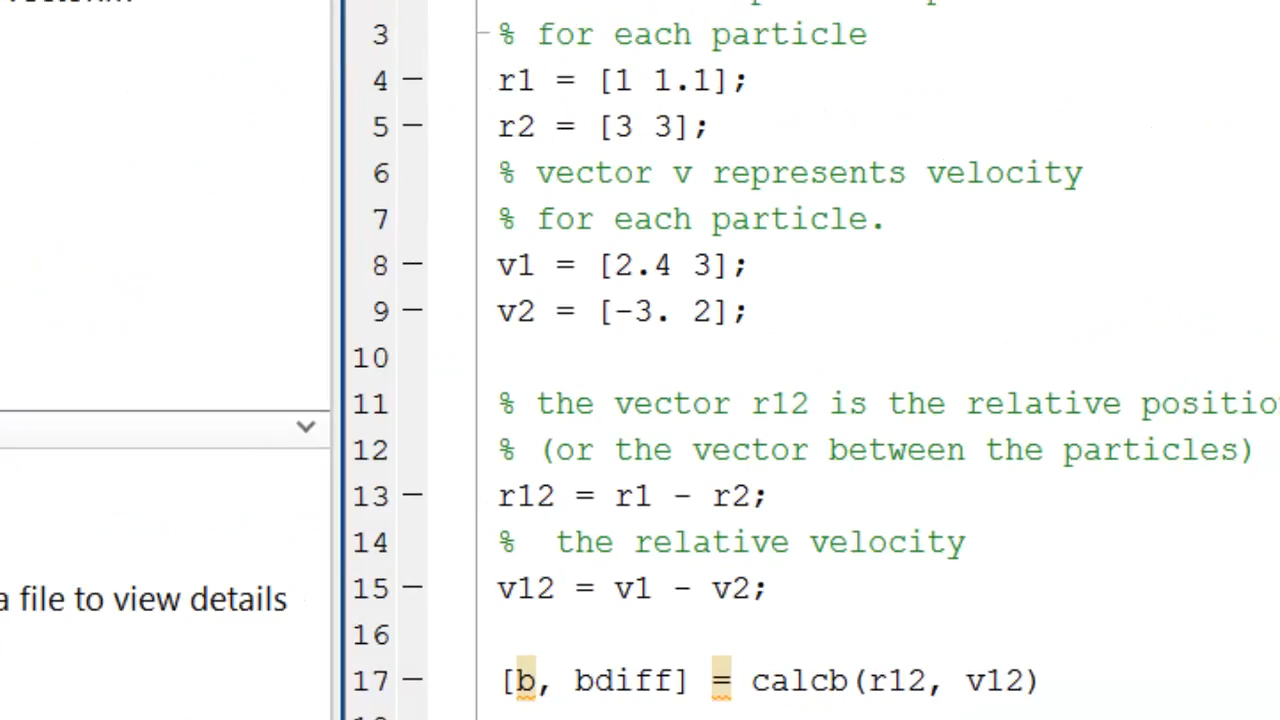 3 % for each particle
4 – r1 = [1 1.1];
5 – r2 = [3 3];
6 % vector v represents velocity
7 % for each particle.
8 – v1 = [2.4 3];
9 – v2 = [-3. 2];
10
11 % the vector r12 is the relative positio
12 % (or the vector between the particles)
13 – r12 = r1 - r2;
14 %  the relative velocity
a file to view details
15 – v12 = v1 - v2;
16
17 – [b, bdiff] = calcb(r12, v12)